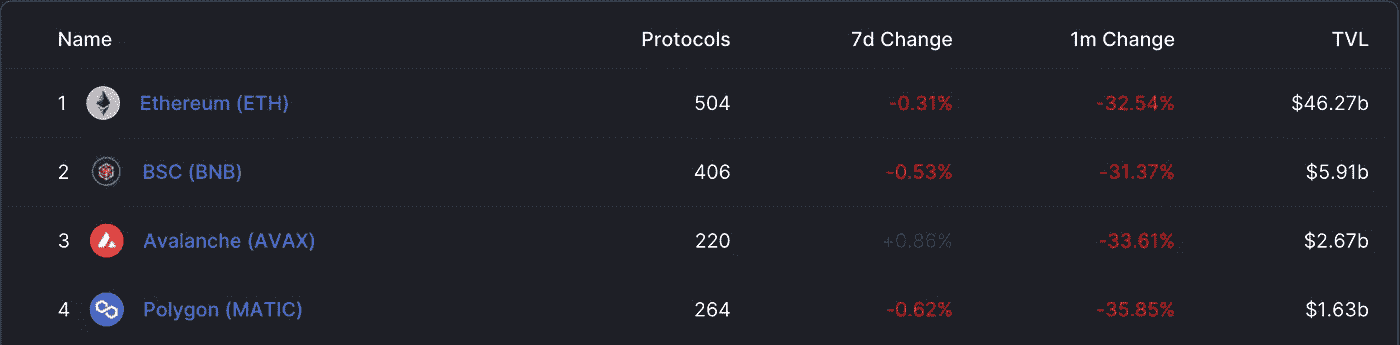 Name Protocols 7d Change 1m Change TVL
1 Ethereum (ETH) 504 -0.31% -32.54% $46.27b
2 BSC (BNB) 406 -0.53% -31.37% $5.91b
3 Avalanche (AVAX) 220 +0.86% -33.61% $2.67b
4 Polygon (MATIC) 264 -0.62% -35.85% $1.63b